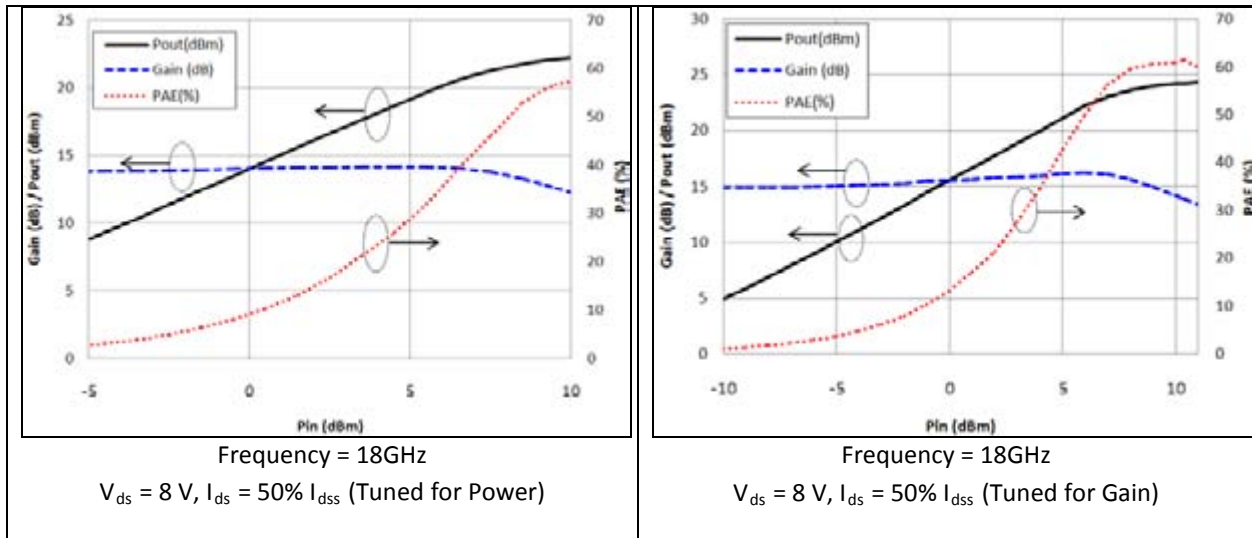 25
20
15
10
5
0
70
60
50
40
30
20
10
0
-5
0
5
10
Gain (dB) / Pout (dBm)
PAE (%)
Pin (dBm)
Pout(dBm)
Gain (dB)
PAE(%)
Frequency = 18GHz
Vds = 8 V, Ids = 50% Idss (Tuned for Power)
30
25
20
15
10
5
0
70
60
50
40
30
20
10
0
-10
-5
0
5
10
Gain (dB) / Pout (dBm)
PAE (%)
Pin (dBm)
Pout(dBm)
Gain (dB)
PAE(%)
Frequency = 18GHz
Vds = 8 V, Ids = 50% Idss (Tuned for Gain)